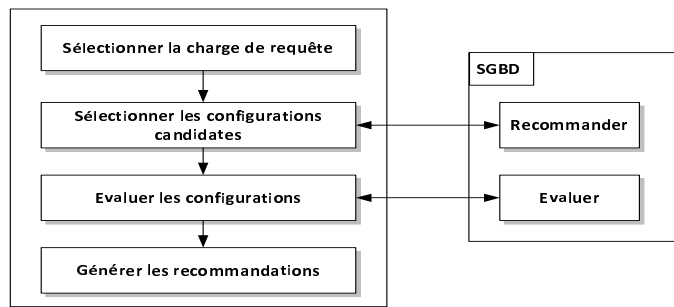 Sélectionner la charge de requête
Sélectionner les configurations
candidates
Evaluer les configurations
Générer les recommandations
SGBD
Recommander
Evaluer